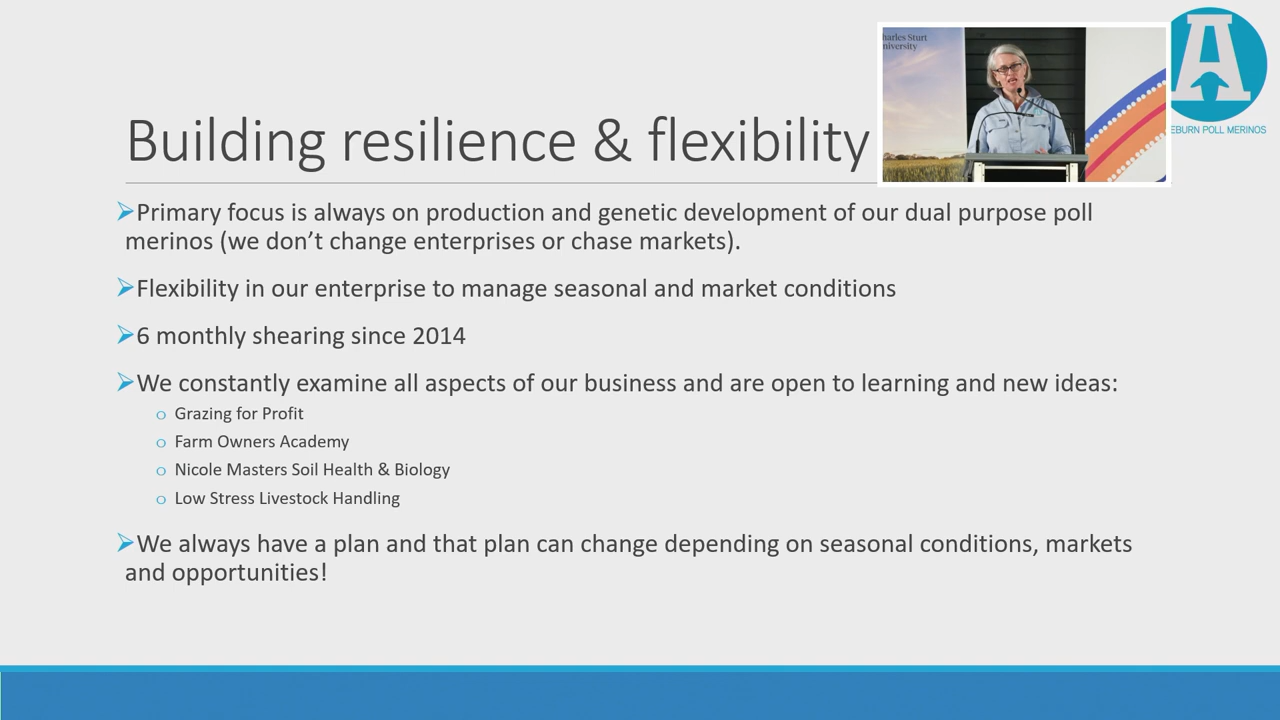 harles Sturt
niversity
A
EBURN POLL MERINOS
Building resilience & flexibility
Primary focus is always on production and genetic development of our dual purpose poll
merinos (we don’t change enterprises or chase markets).
Flexibility in our enterprise to manage seasonal and market conditions
6 monthly shearing since 2014
We constantly examine all aspects of our business and are open to learning and new ideas:
o Grazing for Profit
o Farm Owners Academy
o Nicole Masters Soil Health & Biology
o Low Stress Livestock Handling
We always have a plan and that plan can change depending on seasonal conditions, markets
and opportunities!